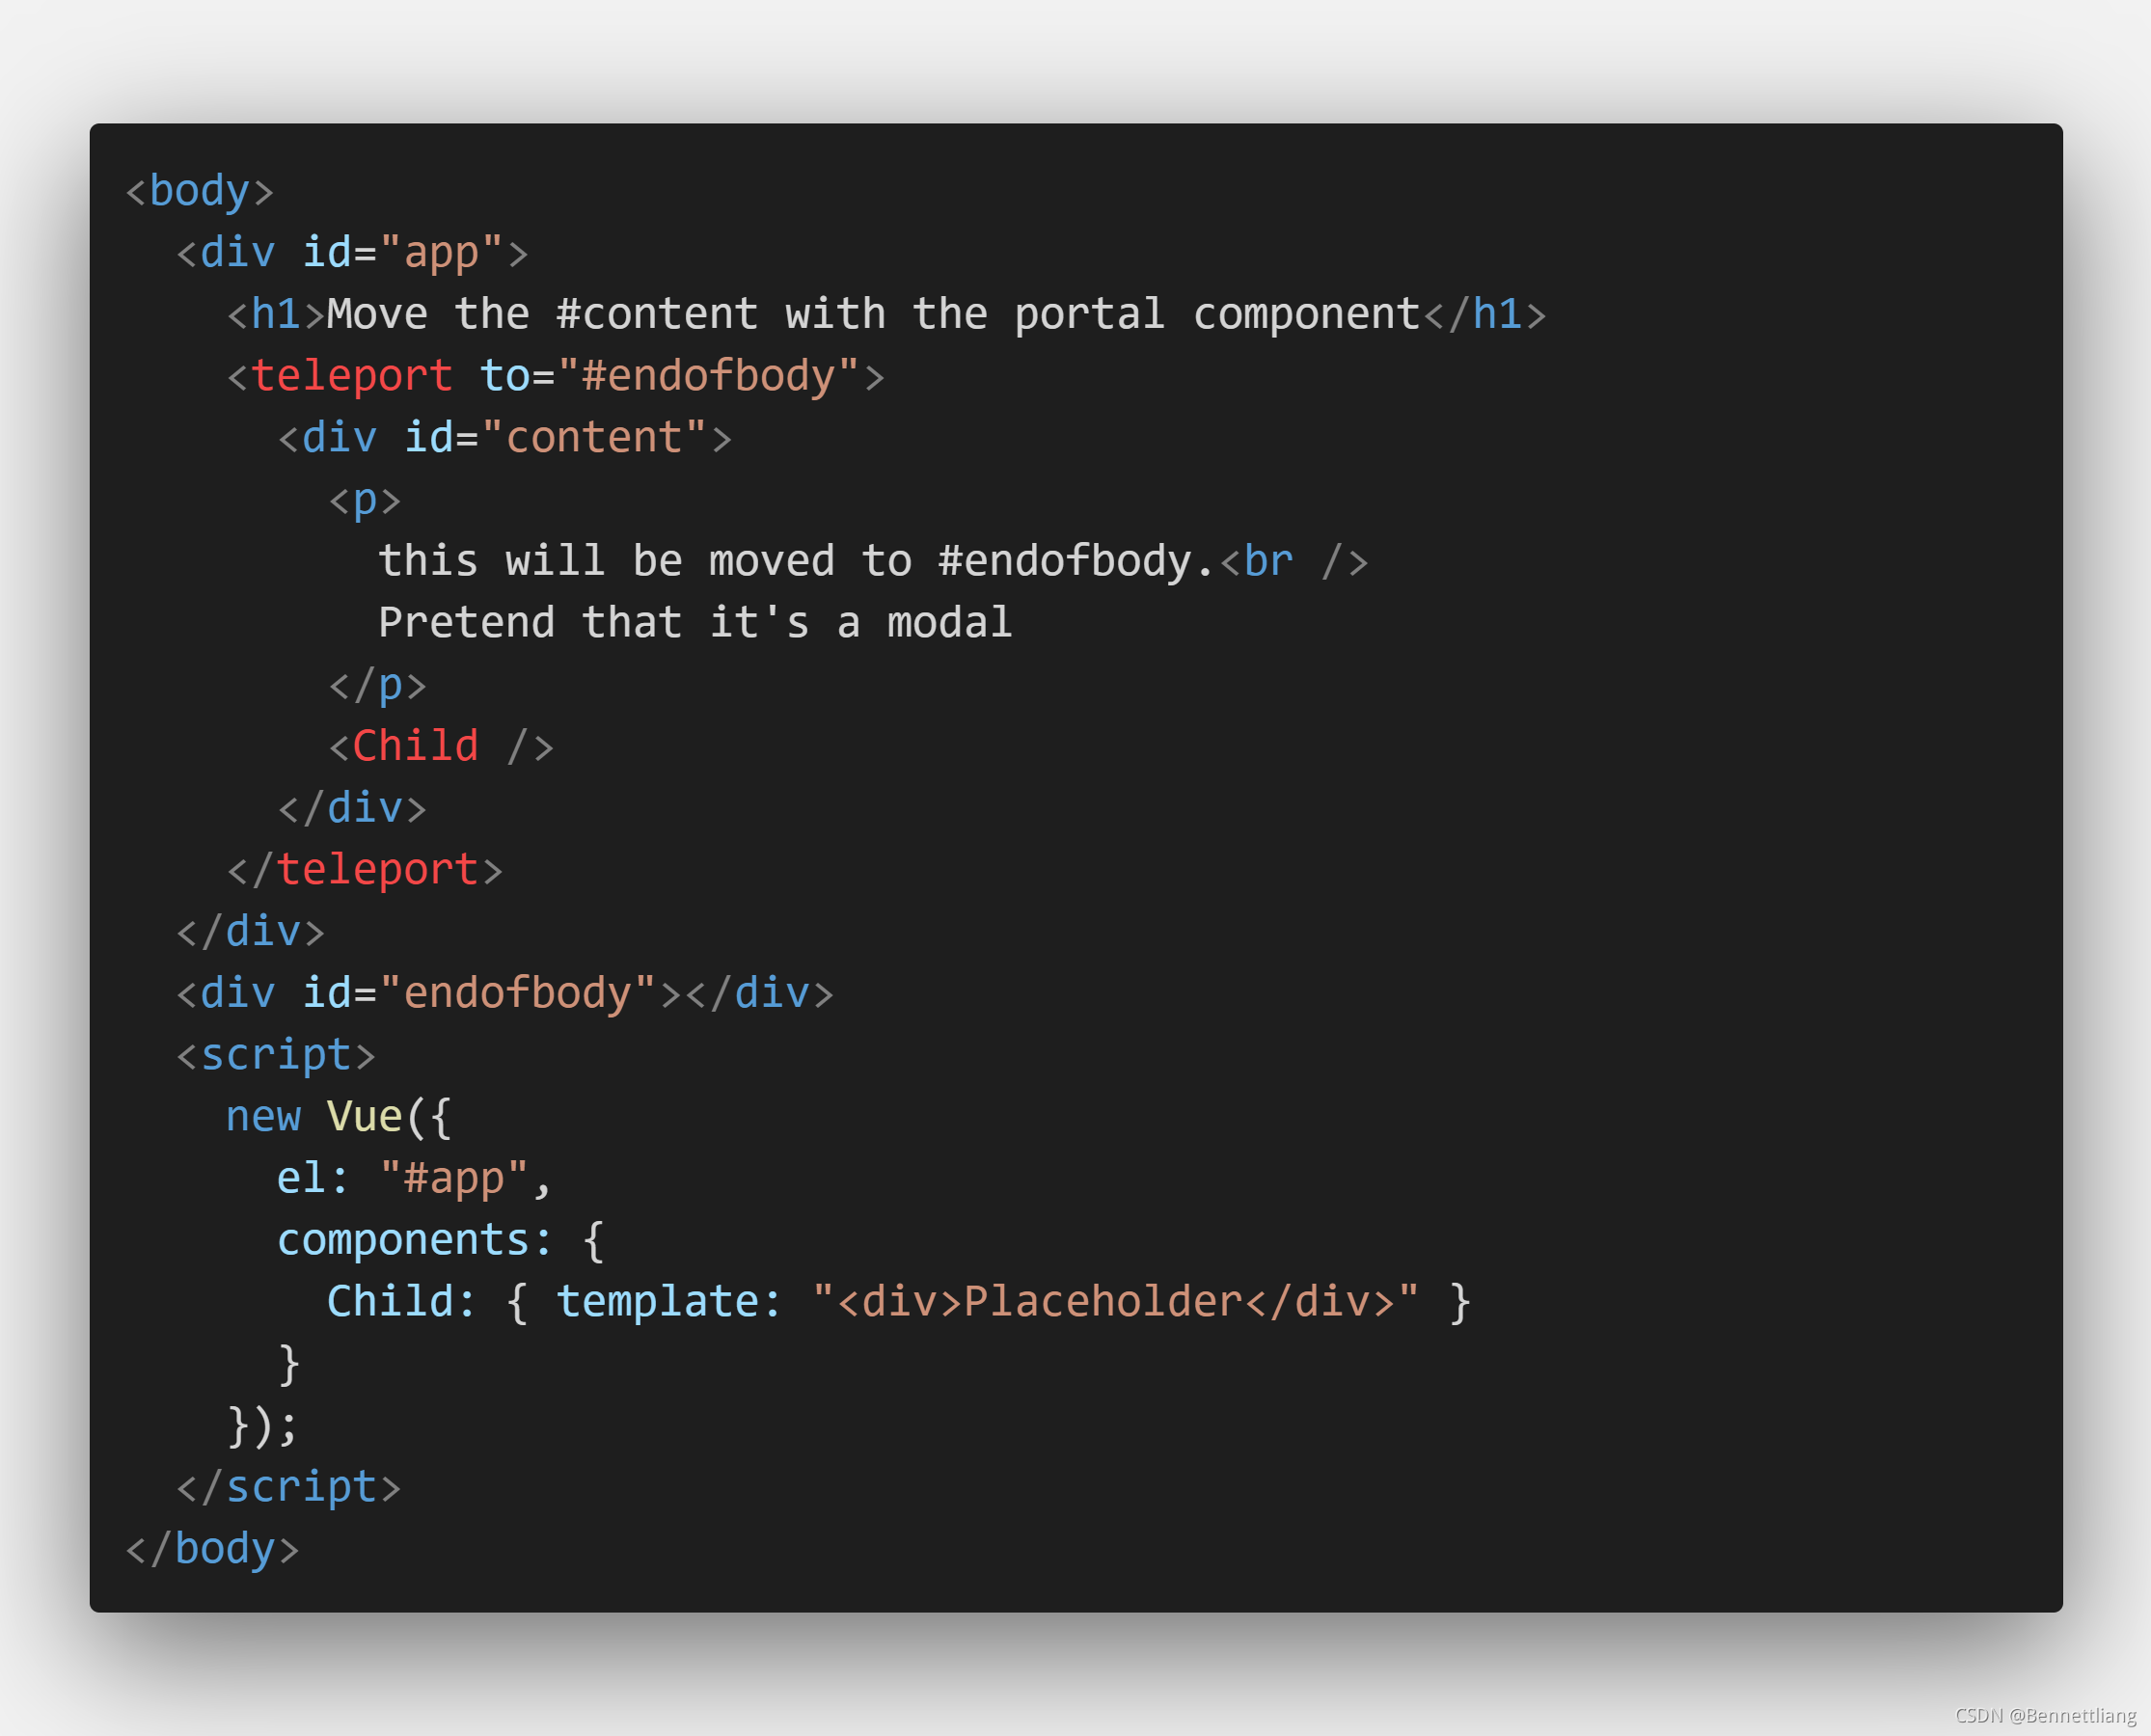 <body>
  <div id="app">
    <h1>Move the #content with the portal component</h1>
    <teleport to="#endofbody">
      <div id="content">
        <p>
          this will be moved to #endofbody.<br />
          Pretend that it's a modal
        </p>
        <Child />
      </div>
    </teleport>
  </div>
  <div id="endofbody"></div>
  <script>
    new Vue({
      el: "#app",
      components: {
        Child: { template: "<div>Placeholder</div>" }
      }
    });
  </script>
</body>
CSDN @Bennettliang